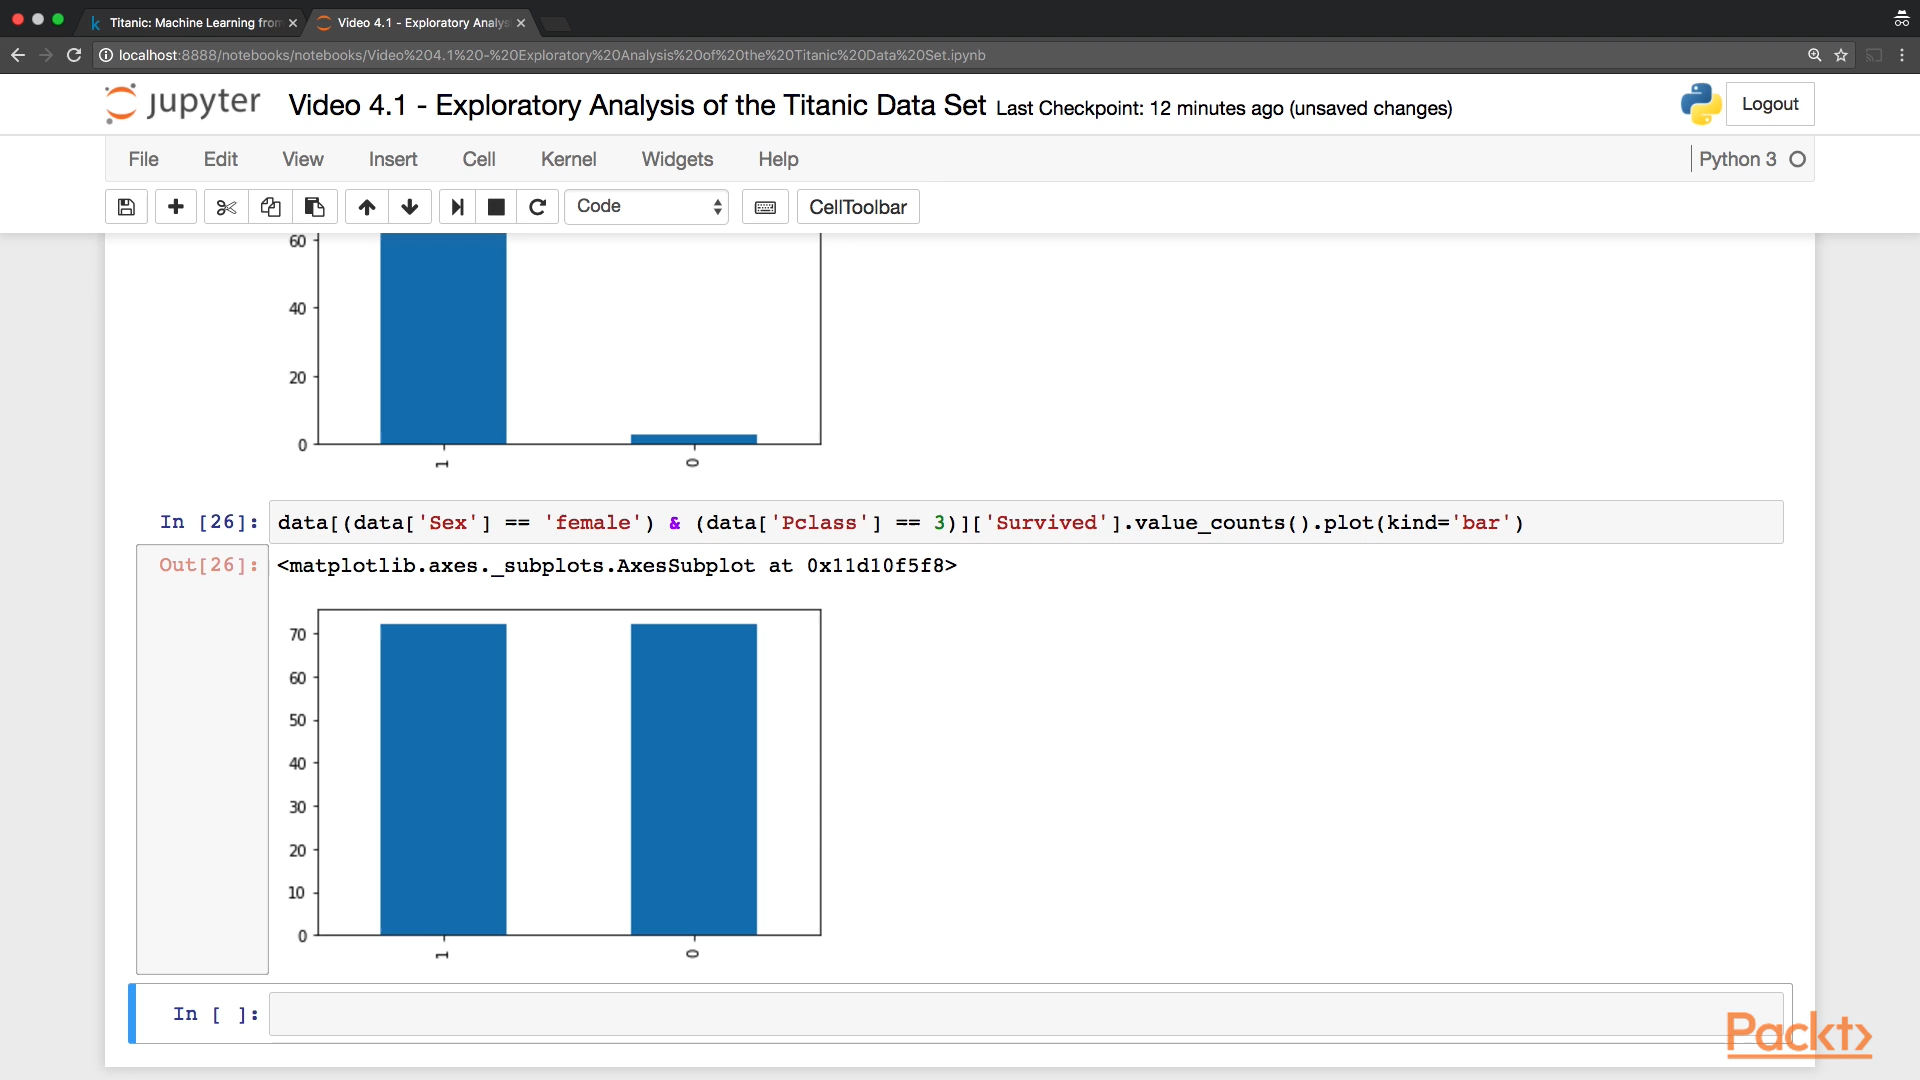 Titanic: Machine Learning from
Video 4.1 - Exploratory Analys
localhost:8888/notebooks/notebooks/Video%204.1%20-%20Exploratory%20Analysis%20of%20the%20Titanic%20Data%20Set.ipynb
jupyter Video 4.1 - Exploratory Analysis of the Titanic Data Set Last Checkpoint: 12 minutes ago (unsaved changes) Logout
File Edit View Insert Cell Kernel Widgets Help Python 3
Code CellToolbar
60
40
20
0
1 0
In [26]: data[(data['Sex'] == 'female') & (data['Pclass'] == 3)]['Survived'].value_counts().plot(kind='bar')
Out[26]: <matplotlib.axes._subplots.AxesSubplot at 0x11d10f5f8>
70
60
50
40
30
20
10
0
1 0
In [ ]:
Packt>